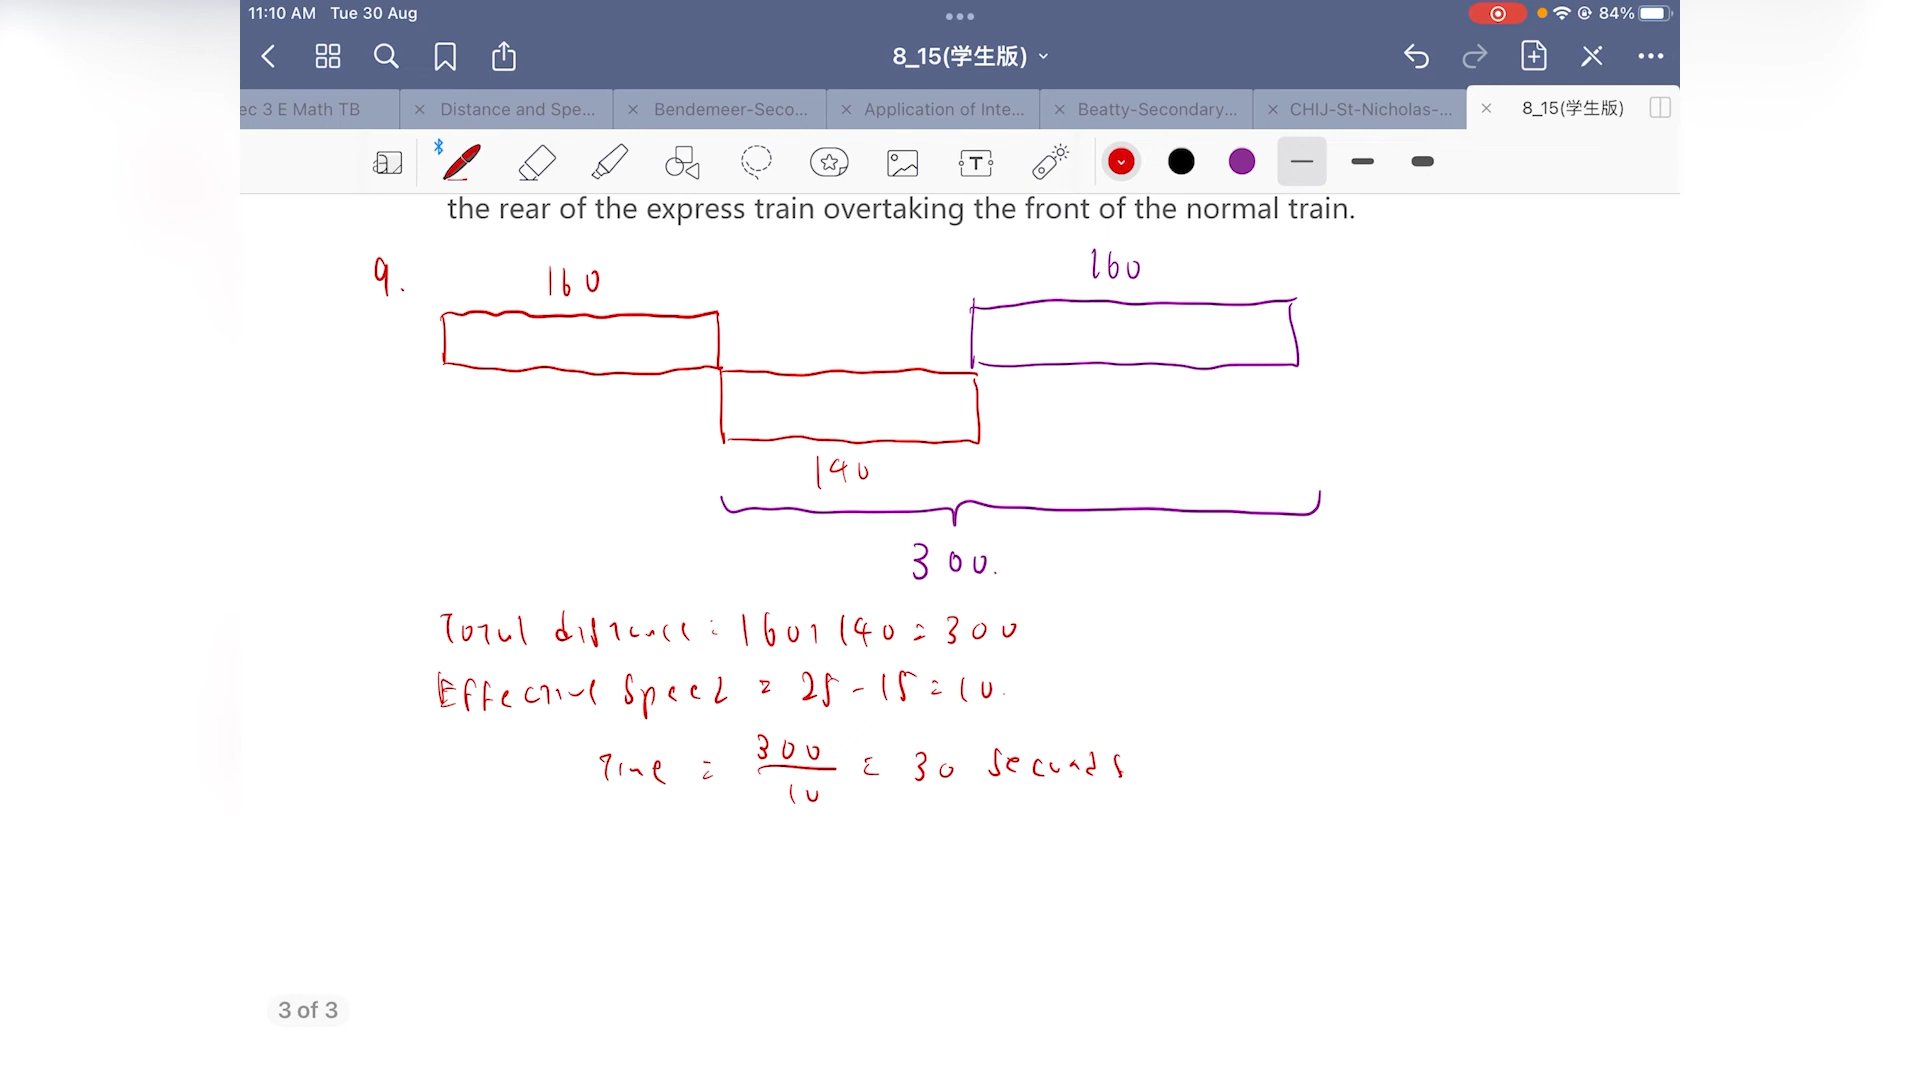 11:10 AM Tue 30 Aug
84%
8_15(学生版)
ec 3 E Math TB
Distance and Spe...
Bendemeer-Seco...
Application of Inte...
Beatty-Secondary...
CHIJ-St-Nicholas-...
8_15(学生版)
the rear of the express train overtaking the front of the normal train.
9.
160
160
140
300.
Total distance = 160+140 = 300
Effective Speed = 25-15 = 10.
Time = 300/10 = 30 seconds
3 of 3